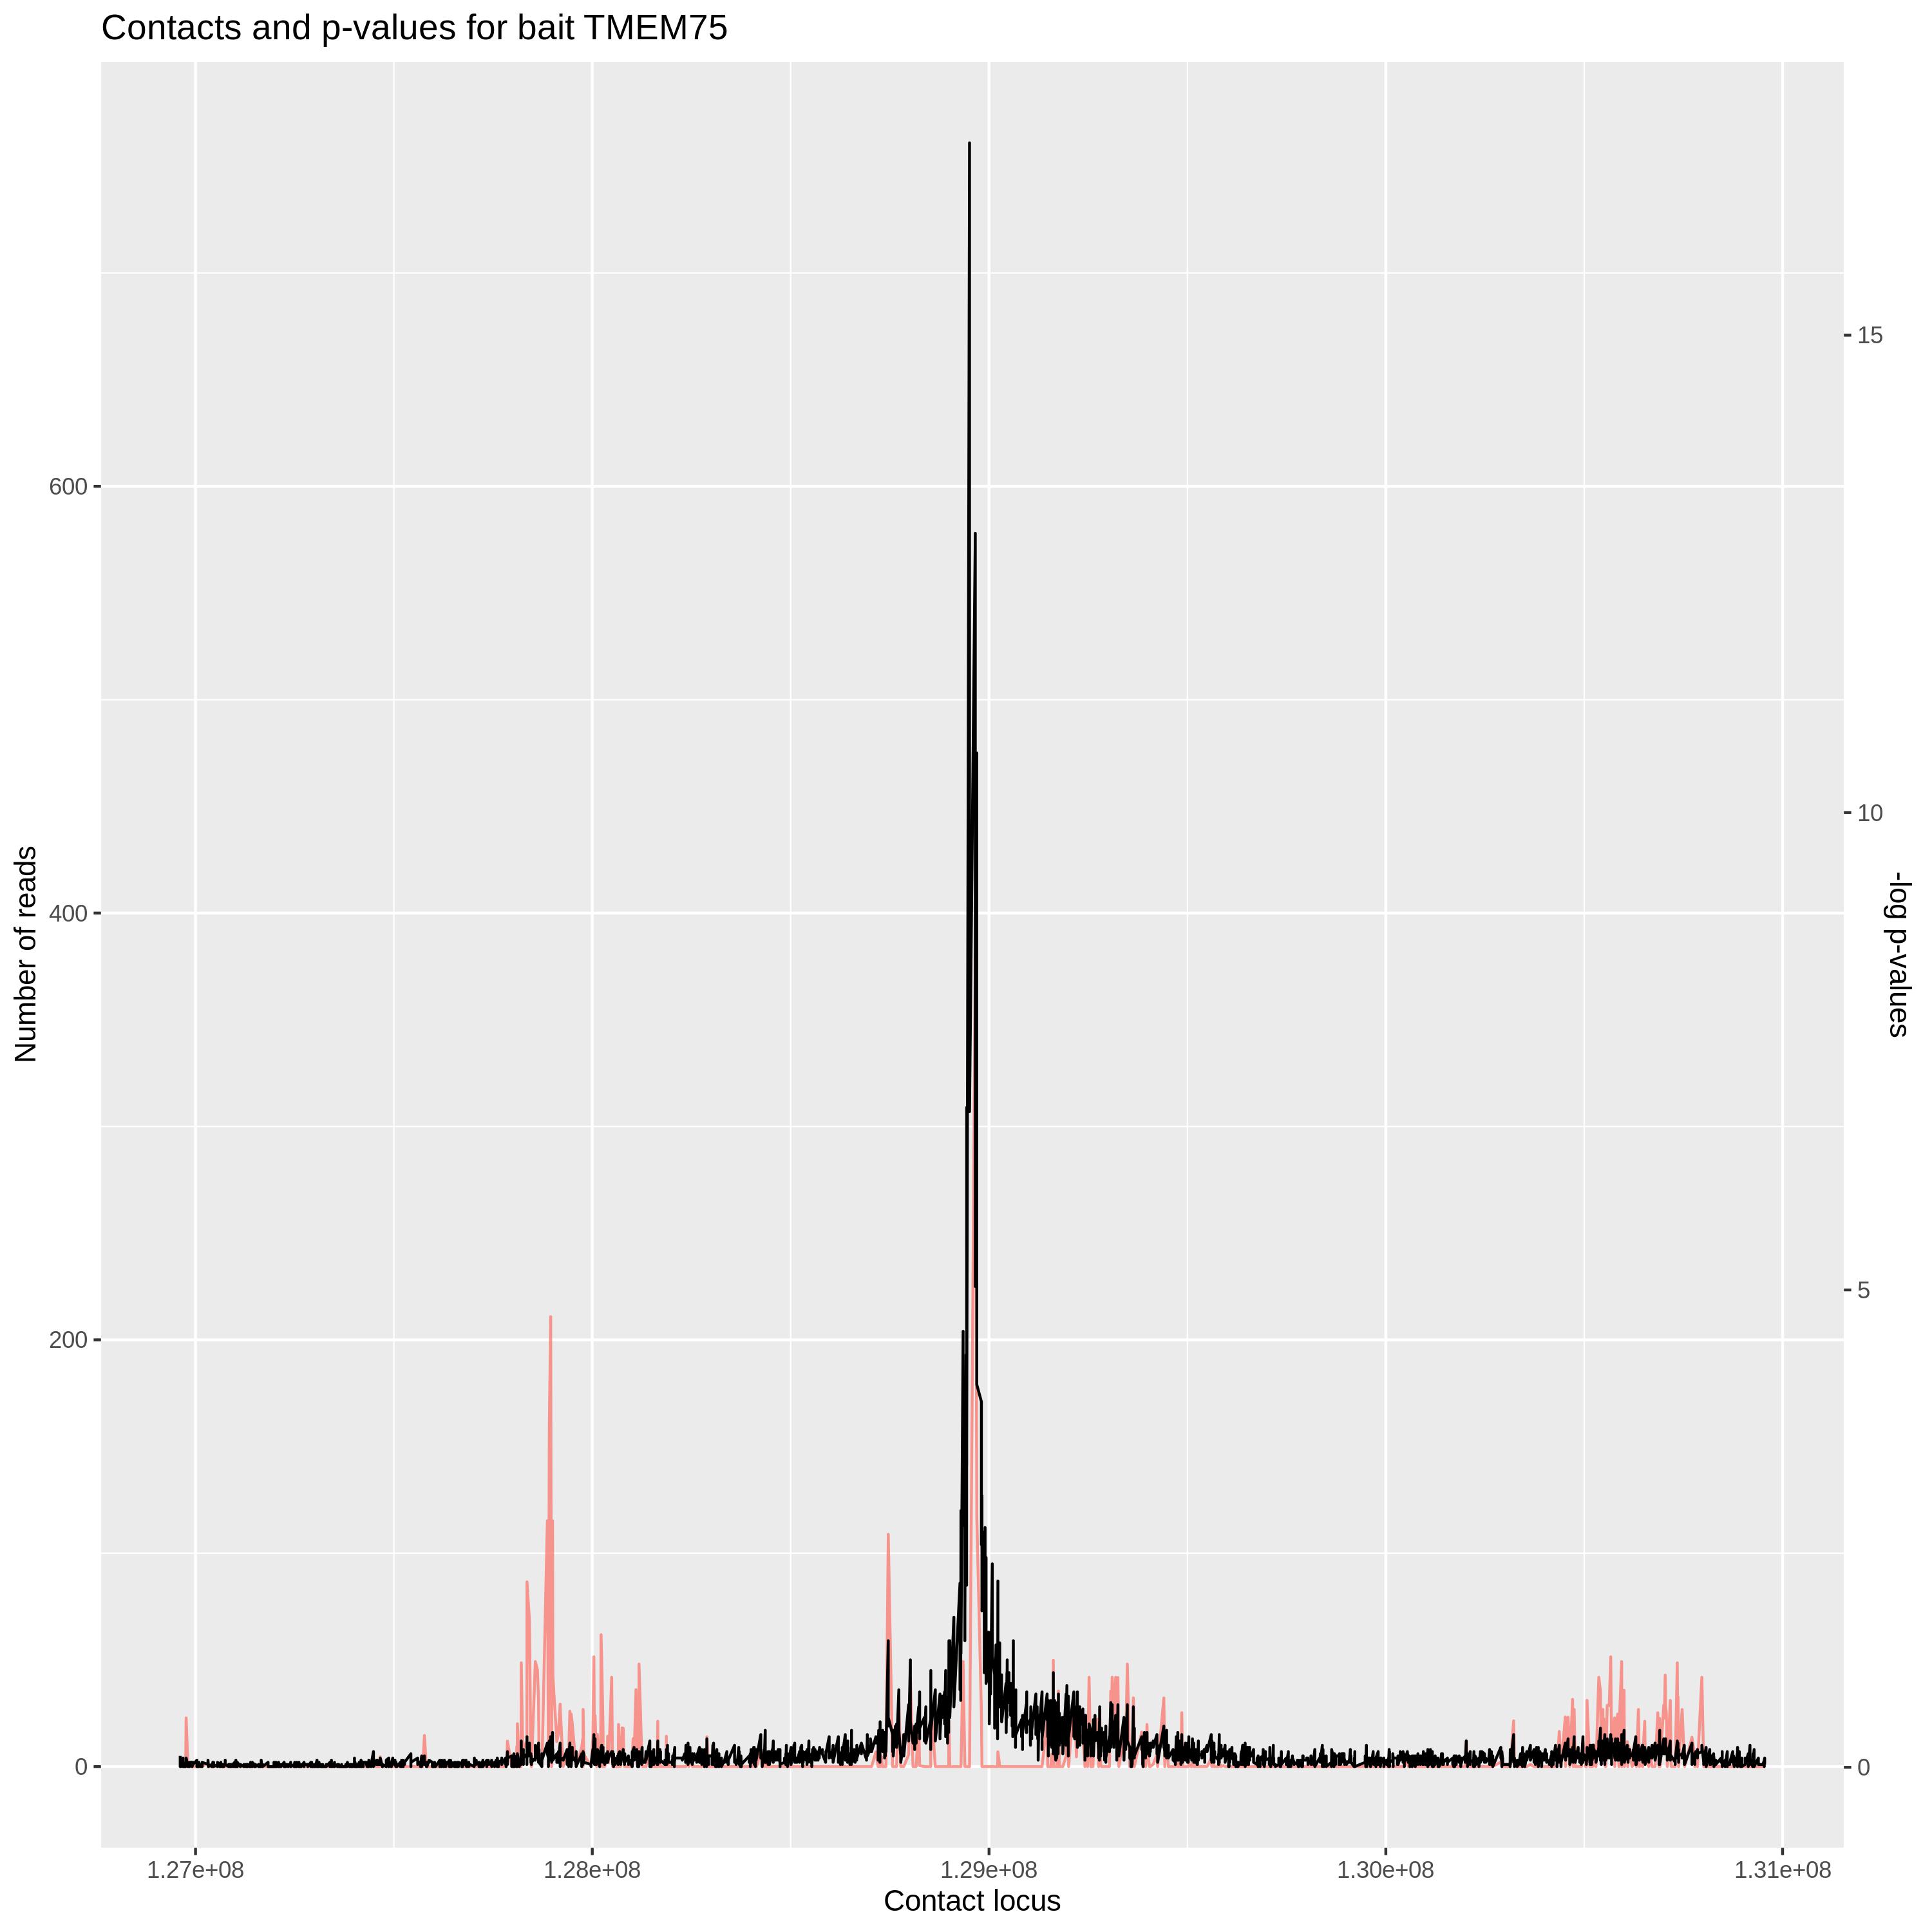 Contacts and p-values for bait TMEM75
Number of reads
600
400
200
0
15
10
5
0
-log p-values
1.27e+08
1.28e+08
1.29e+08
1.30e+08
1.31e+08
Contact locus